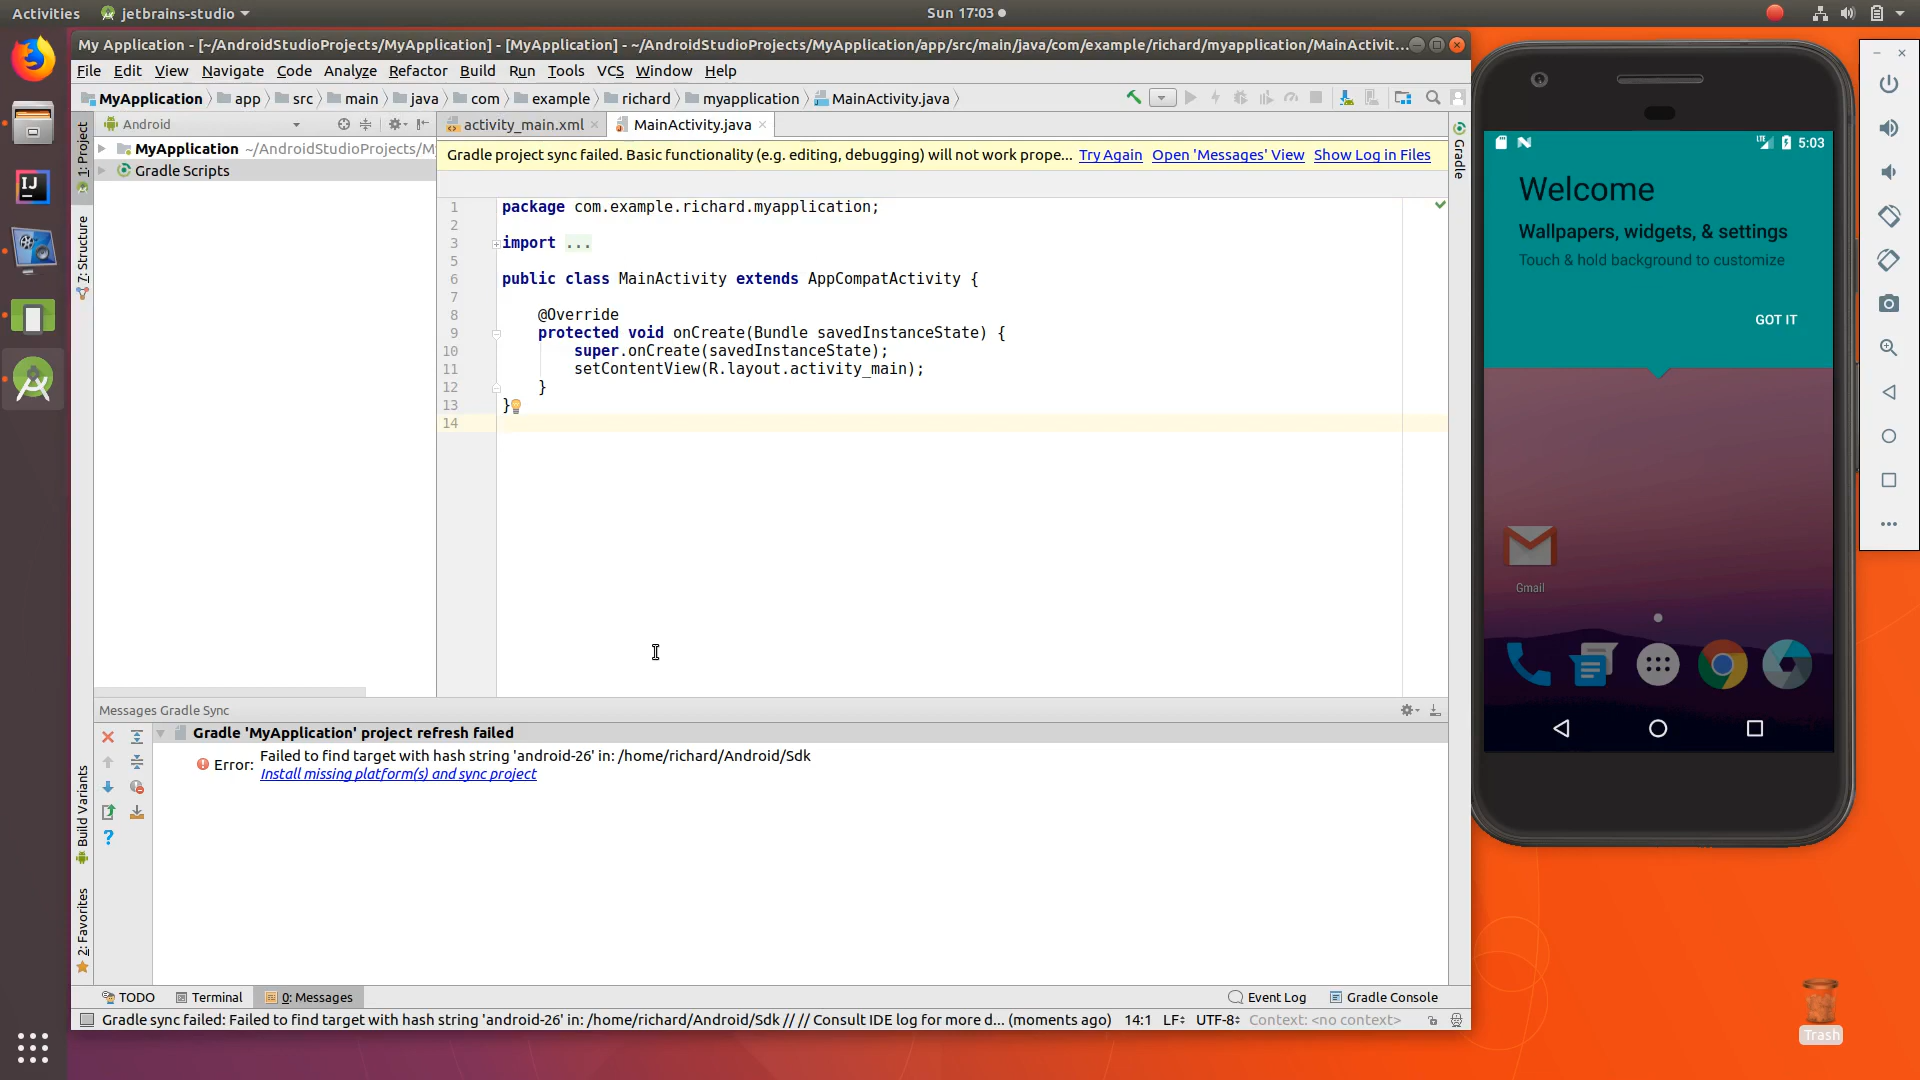 Activities jetbrains-studio Sun 17:03
My Application - [~/AndroidStudioProjects/MyApplication] - [MyApplication] - ~/AndroidStudioProjects/MyApplication/app/src/main/java/com/example/richard/myapplication/MainActivit...
File Edit View Navigate Code Analyze Refactor Build Run Tools VCS Window Help
MyApplication app src main java com example richard myapplication MainActivity.java
1: Project
Android
activity_main.xml
MainActivity.java
MyApplication ~/AndroidStudioProjects/M
Gradle Scripts
7: Structure
Build Variants
2: Favorites
Gradle
Gradle project sync failed. Basic functionality (e.g. editing, debugging) will not work prope... Try Again Open 'Messages' View Show Log in Files
1 package com.example.richard.myapplication;
2
3 import ...
5
6 public class MainActivity extends AppCompatActivity {
7
8 @Override
9 protected void onCreate(Bundle savedInstanceState) {
10 super.onCreate(savedInstanceState);
11 setContentView(R.layout.activity_main);
12 }
13 }
14
Messages Gradle Sync
Gradle 'MyApplication' project refresh failed
Error: Failed to find target with hash string 'android-26' in: /home/richard/Android/Sdk
Install missing platform(s) and sync project
TODO Terminal 0: Messages Event Log Gradle Console
Gradle sync failed: Failed to find target with hash string 'android-26' in: /home/richard/Android/Sdk // // Consult IDE log for more d... (moments ago) 14:1 LF÷ UTF-8÷ Context: <no context>
LTE 5:03
Welcome
Wallpapers, widgets, & settings
Touch & hold background to customize
GOT IT
Gmail
Trash